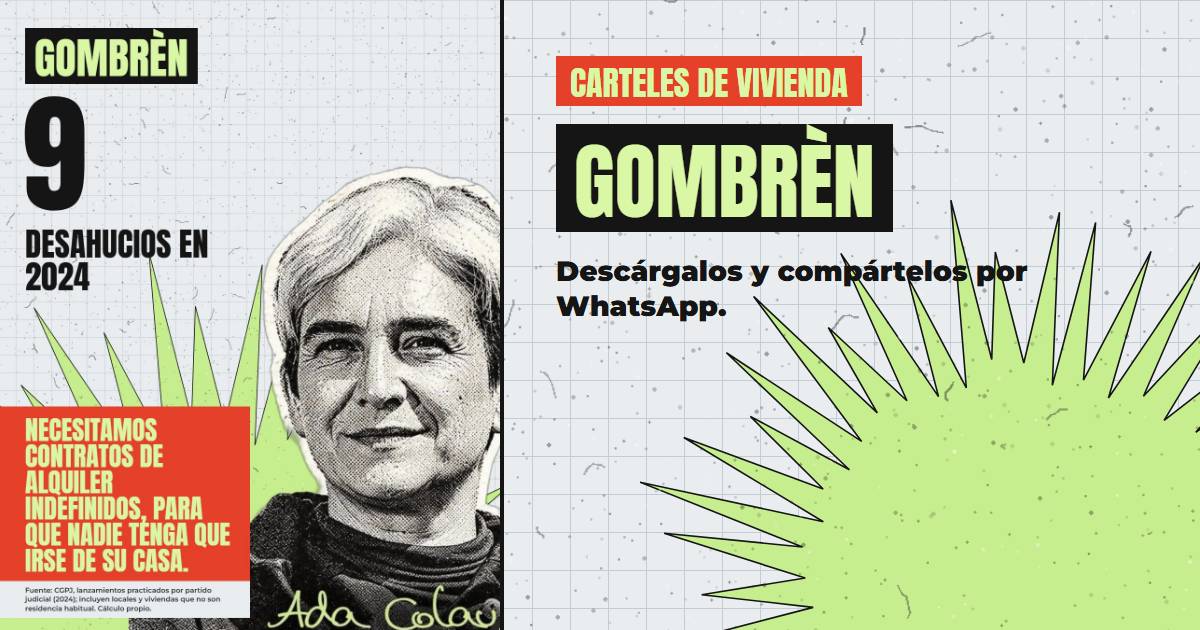 GOMBRÈN
9
DESAHUCIOS EN
2024
NECESITAMOS
CONTRATOS DE
ALQUILER
INDEFINIDOS, PARA
QUE NADIE TENGA QUE
IRSE DE SU CASA.
Fuente: CGPJ, lanzamientos practicados por partido
judicial (2024); incluyen locales y viviendas que no son
residencia habitual. Cálculo propio.
Ada Colau
CARTELES DE VIVIENDA
GOMBRÈN
Descárgalos y compártelos por
WhatsApp.